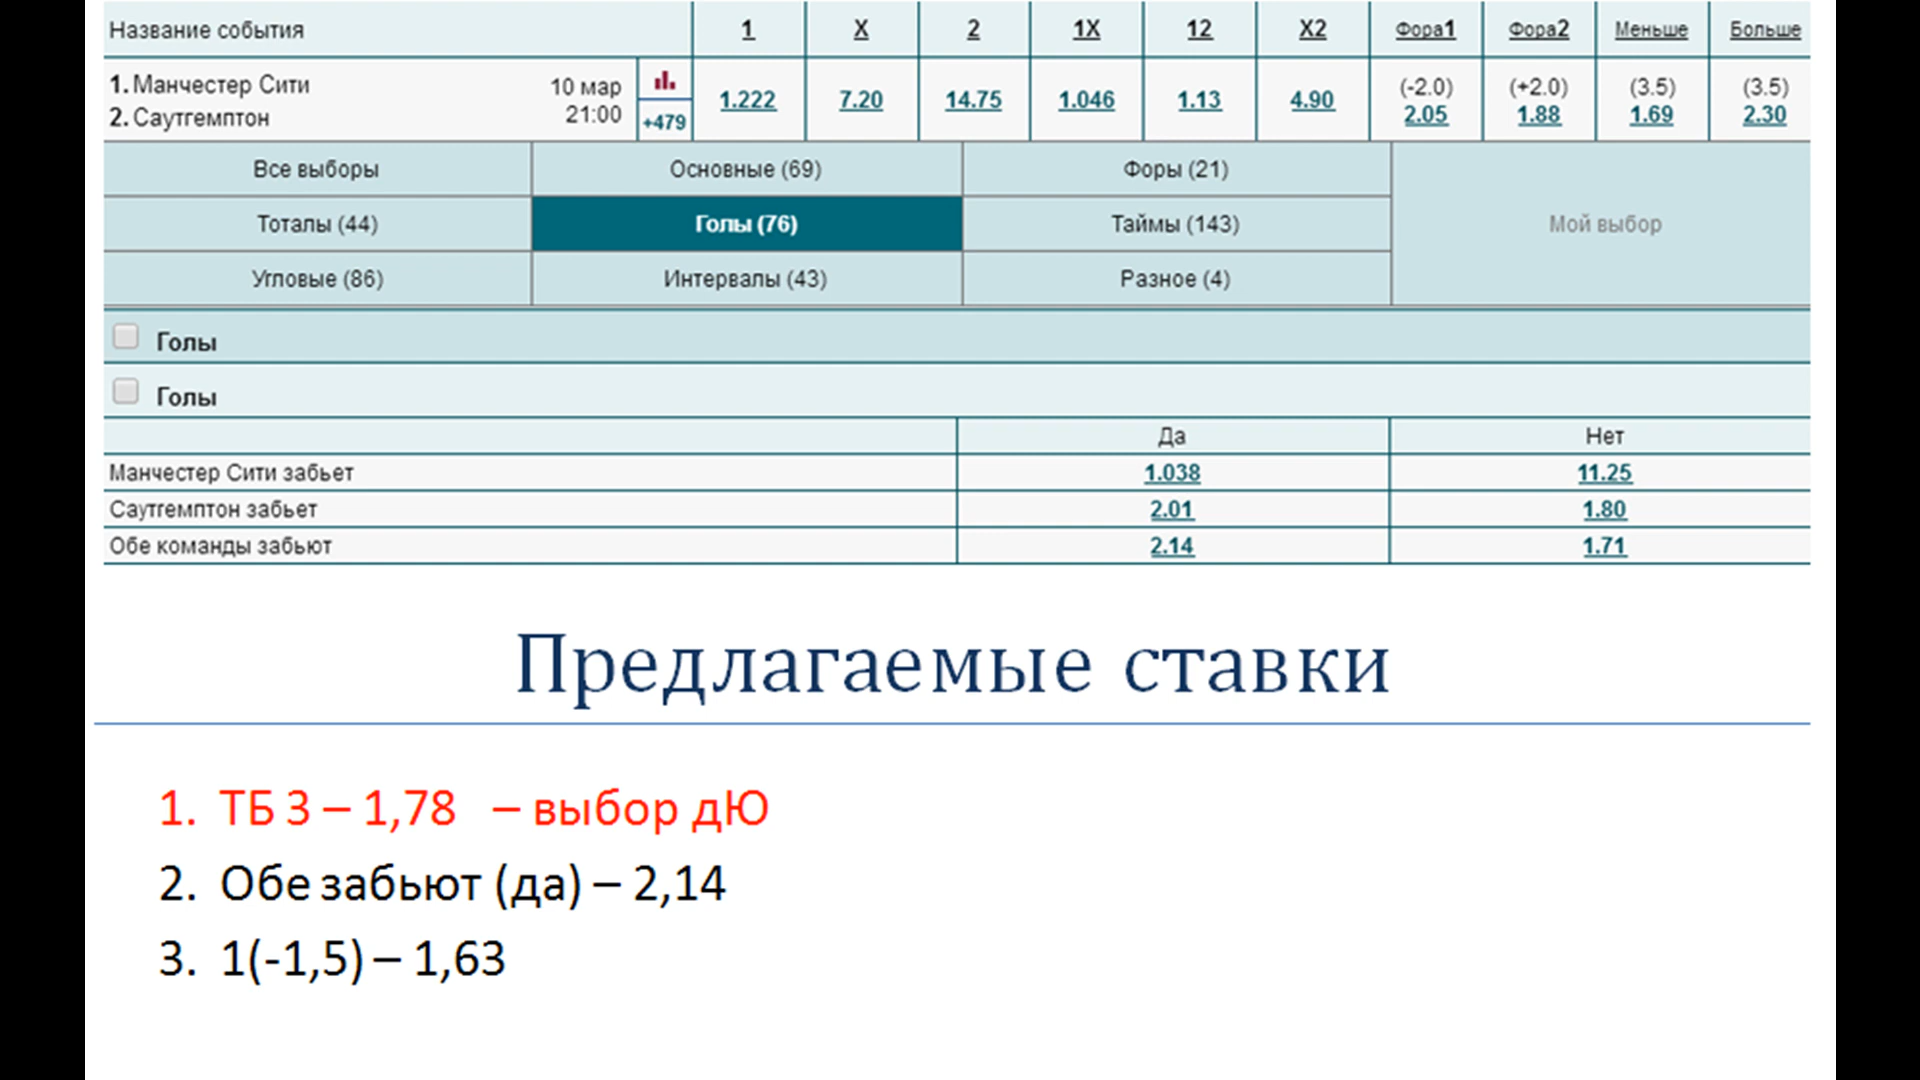 Название события 1 X 2 1X 12 X2 Фора1 Фора2 Меньше Больше
1. Манчестер Сити 10 мар (-2.0) (+2.0) (3.5) (3.5)
1.222 7.20 14.75 1.046 1.13 4.90
2. Саутгемптон 21:00 +479 2.05 1.88 1.69 2.30
Все выборы Основные (69) Форы (21)
Тоталы (44) Голы (76) Таймы (143) Мой выбор
Угловые (86) Интервалы (43) Разное (4)
Голы
Голы
Да Нет
Манчестер Сити забьет 1.038 11.25
Саутгемптон забьет 2.01 1.80
Обе команды забьют 2.14 1.71
Предлагаемые ставки
1. ТБ 3 – 1,78 – выбор дЮ
2. Обе забьют (да) – 2,14
3. 1(-1,5) – 1,63